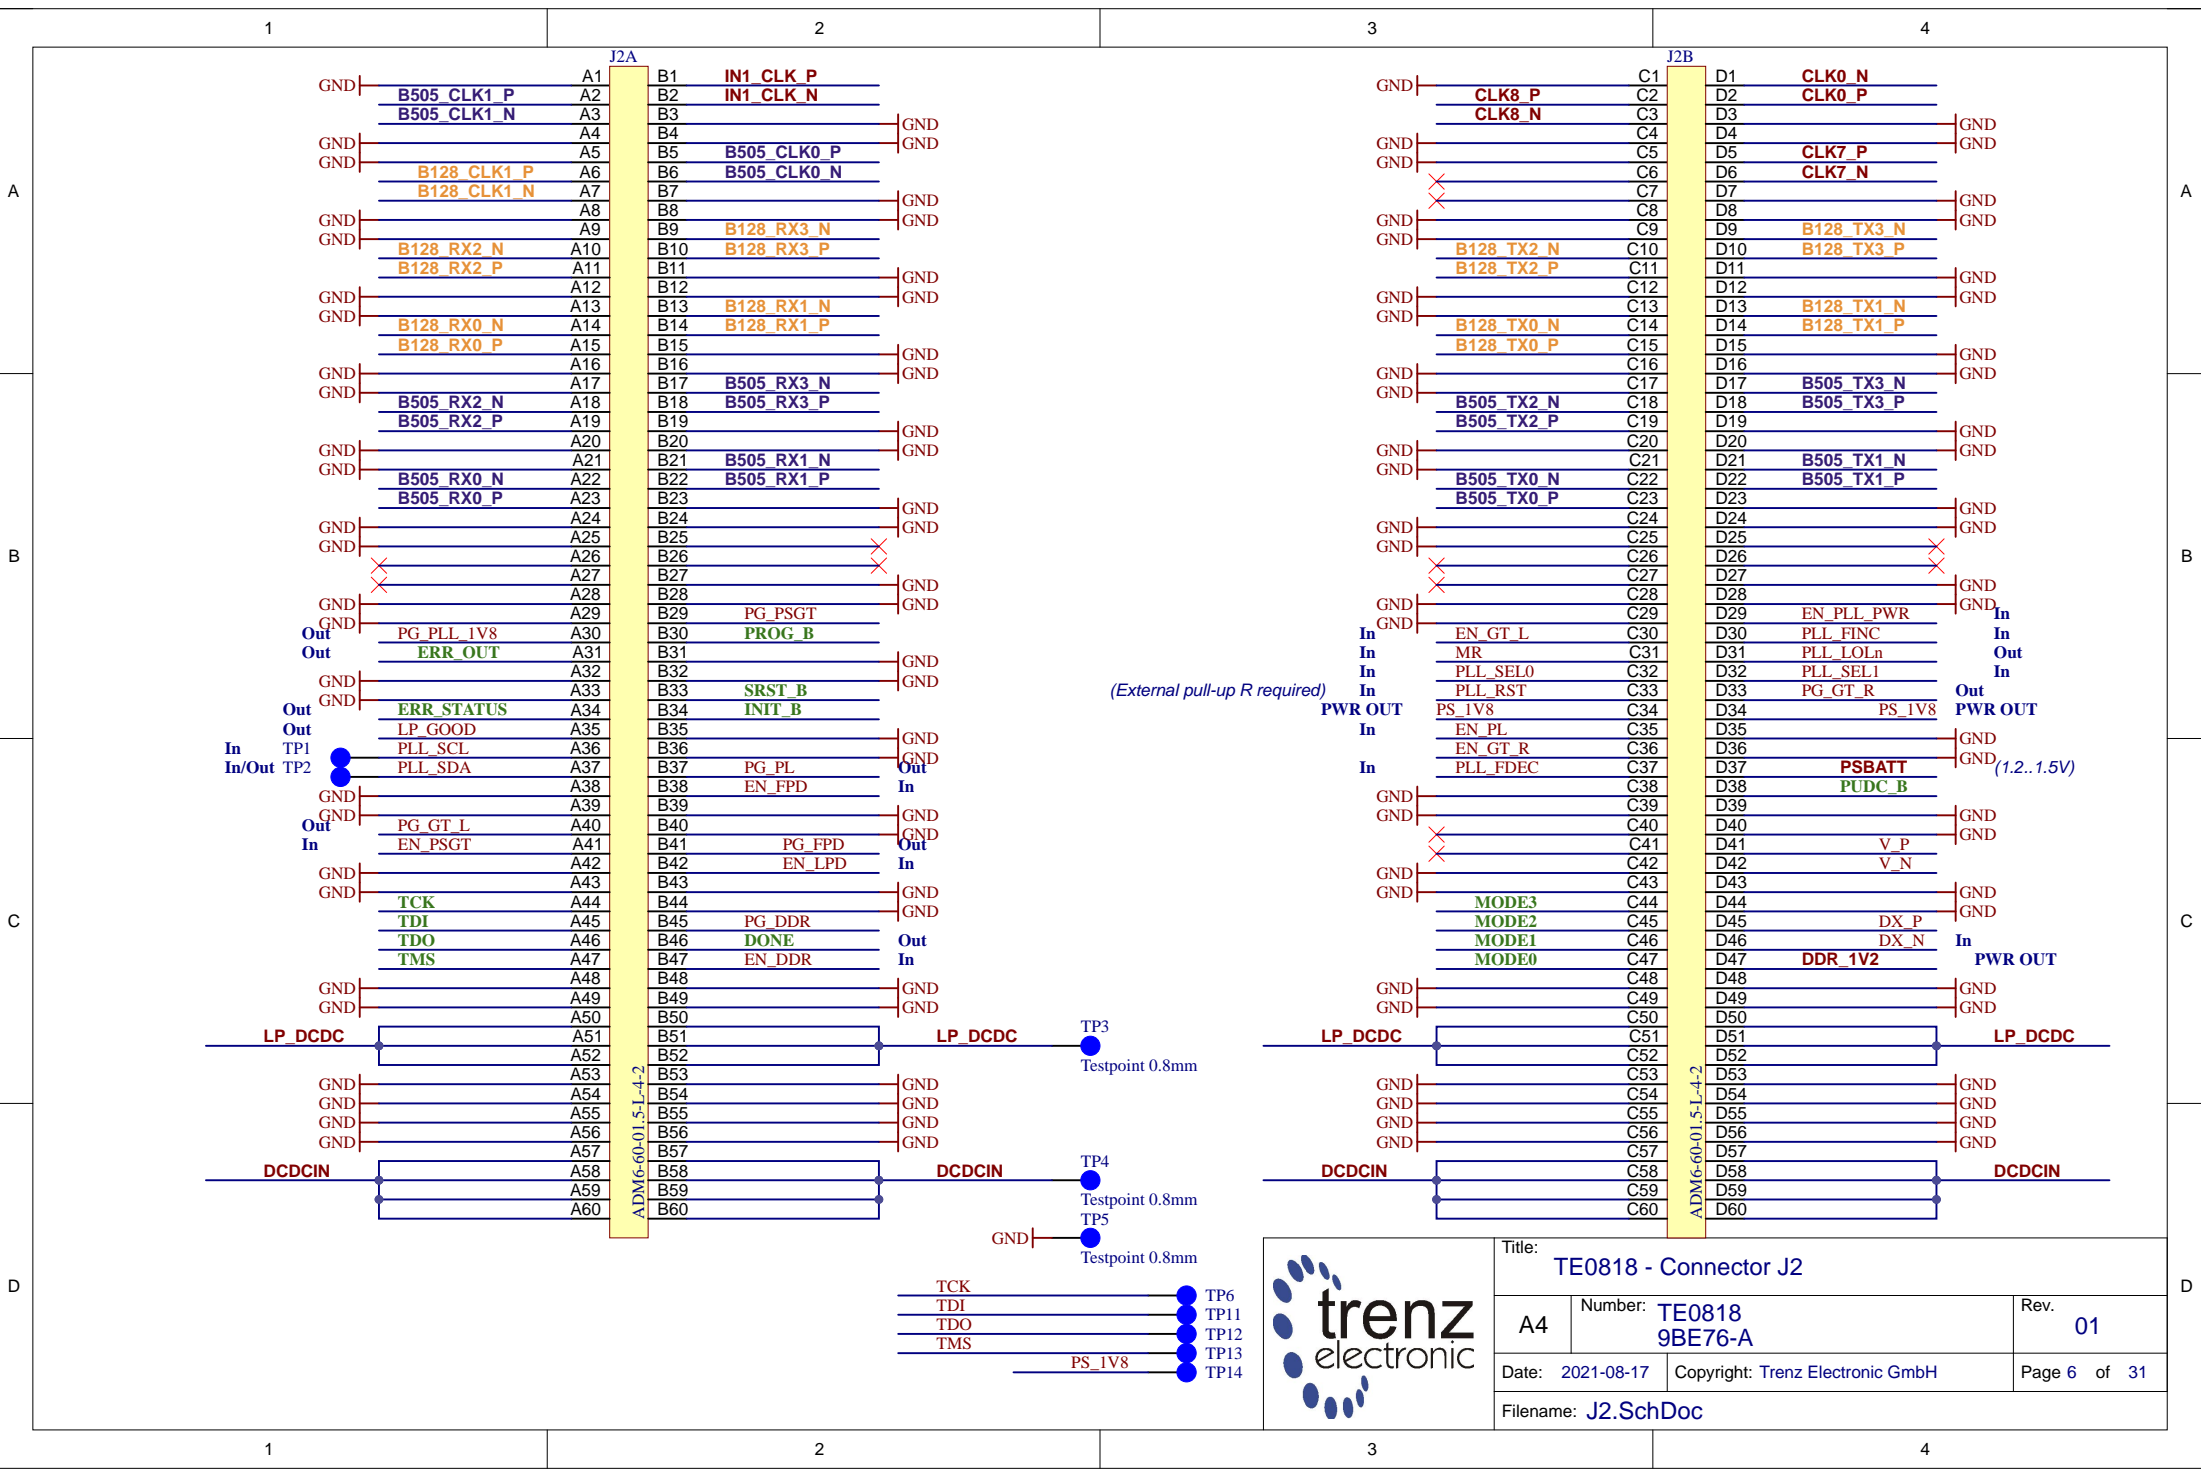 1 2 3 4
J2A J2B
GND A1 B1 IN1_CLK_P GND C1 D1 CLK0_N
B505_CLK1_P A2 B2 IN1_CLK_N CLK8_P C2 D2 CLK0_P
B505_CLK1_N A3 B3 GND CLK8_N C3 D3 GND
GND A4 B4 GND GND C4 D4 GND
GND A5 B5 B505_CLK0_P GND C5 D5 CLK7_P
B128_CLK1_P A6 B6 B505_CLK0_N C6 D6 CLK7_N
A B128_CLK1_N A7 B7 GND C7 D7 GND A
GND A8 B8 GND GND C8 D8 GND
GND A9 B9 B128_RX3_N GND C9 D9 B128_TX3_N
B128_RX2_N A10 B10 B128_RX3_P B128_TX2_N C10 D10 B128_TX3_P
B128_RX2_P A11 B11 GND B128_TX2_P C11 D11 GND
GND A12 B12 GND GND C12 D12 GND
GND A13 B13 B128_RX1_N GND C13 D13 B128_TX1_N
B128_RX0_N A14 B14 B128_RX1_P B128_TX0_N C14 D14 B128_TX1_P
B128_RX0_P A15 B15 GND B128_TX0_P C15 D15 GND
GND A16 B16 GND GND C16 D16 GND
GND A17 B17 B505_RX3_N GND C17 D17 B505_TX3_N
B505_RX2_N A18 B18 B505_RX3_P B505_TX2_N C18 D18 B505_TX3_P
B505_RX2_P A19 B19 GND B505_TX2_P C19 D19 GND
GND A20 B20 GND GND C20 D20 GND
GND A21 B21 B505_RX1_N GND C21 D21 B505_TX1_N
B505_RX0_N A22 B22 B505_RX1_P B505_TX0_N C22 D22 B505_TX1_P
B505_RX0_P A23 B23 GND B505_TX0_P C23 D23 GND
GND A24 B24 GND GND C24 D24 GND
GND A25 B25 GND C25 D25
B A26 B26 C26 D26 B
A27 B27 GND C27 D27 GND
GND A28 B28 GND GND C28 D28 GND
GND A29 B29 PG_PSGT GND C29 D29 EN_PLL_PWR In
Out PG_PLL_1V8 A30 B30 PROG_B In EN_GT_L C30 D30 PLL_FINC In
Out ERR_OUT A31 B31 GND In MR C31 D31 PLL_LOLn Out
GND A32 B32 GND In PLL_SEL0 C32 D32 PLL_SEL1 In
GND A33 B33 SRST_B (External pull-up R required) In PLL_RST C33 D33 PG_GT_R Out
Out ERR_STATUS A34 B34 INIT_B PWR OUT PS_1V8 C34 D34 PS_1V8 PWR OUT
Out LP_GOOD A35 B35 GND In EN_PL C35 D35 GND
In TP1 PLL_SCL A36 B36 GND EN_GT_R C36 D36 GND
In/Out TP2 PLL_SDA A37 B37 PG_PL Out In PLL_FDEC C37 D37 PSBATT (1.2..1.5V)
GND A38 B38 EN_FPD In GND C38 D38 PUDC_B
GND A39 B39 GND GND C39 D39 GND
Out PG_GT_L A40 B40 GND C40 D40 GND
In EN_PSGT A41 B41 PG_FPD Out C41 D41 V_P
GND A42 B42 EN_LPD In GND C42 D42 V_N
GND A43 B43 GND GND C43 D43 GND
TCK A44 B44 GND MODE3 C44 D44 GND
C TDI A45 B45 PG_DDR MODE2 C45 D45 DX_P C
TDO A46 B46 DONE Out MODE1 C46 D46 DX_N In
TMS A47 B47 EN_DDR In MODE0 C47 D47 DDR_1V2 PWR OUT
GND A48 B48 GND GND C48 D48 GND
GND A49 B49 GND GND C49 D49 GND
A50 B50 C50 D50
LP_DCDC A51 B51 LP_DCDC TP3 LP_DCDC C51 D51 LP_DCDC
A52 B52 Testpoint 0.8mm C52 D52
GND A53 B53 GND GND C53 D53 GND
GND A54 B54 GND GND C54 D54 GND
GND A55 B55 GND GND C55 D55 GND
GND A56 B56 GND GND C56 D56 GND
A57 B57 C57 D57
DCDCIN A58 B58 DCDCIN TP4 DCDCIN C58 D58 DCDCIN
A59 B59 Testpoint 0.8mm C59 D59
A60 B60 C60 D60
ADM6-60-01.5-L-4-2 ADM6-60-01.5-L-4-2
GND TP5
Testpoint 0.8mm
D D
TCK TP6
TDI TP11
TDO TP12
TMS TP13
PS_1V8 TP14
trenz
electronic
Title:
TE0818 - Connector J2
A4 Number: TE0818
9BE76-A
Rev.
01
Date: 2021-08-17 Copyright: Trenz Electronic GmbH Page 6 of 31
Filename: J2.SchDoc
1 2 3 4